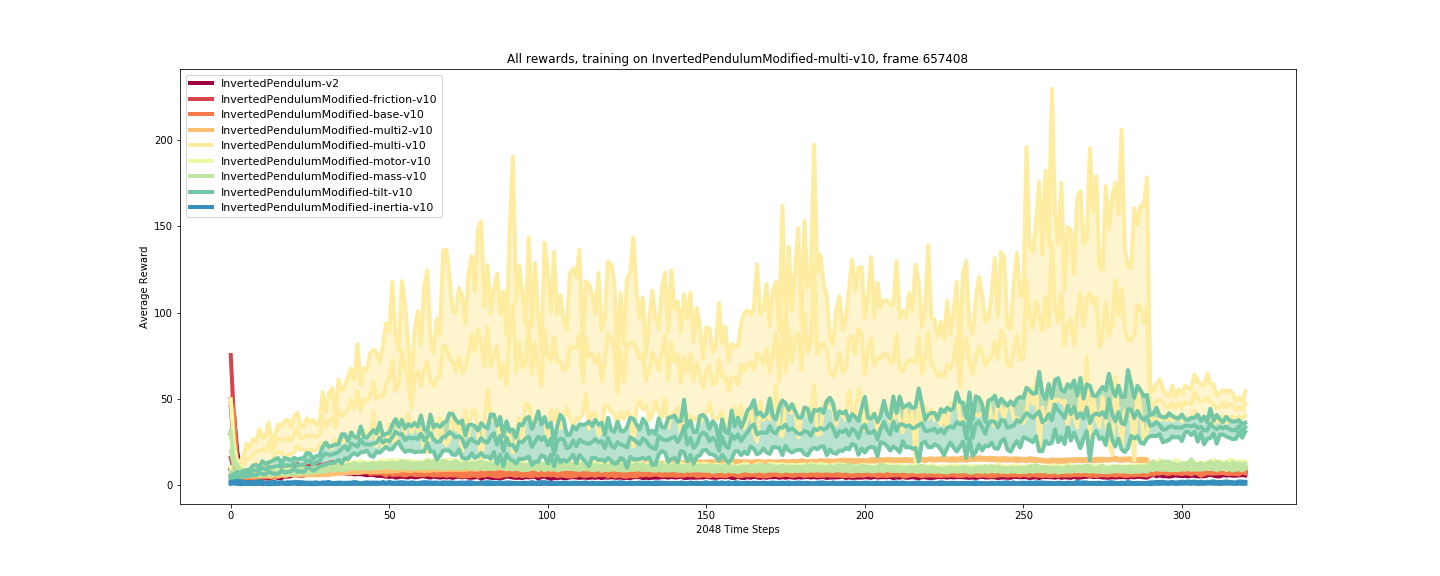 All rewards, training on InvertedPendulumModified-multi-v10, frame 657408
InvertedPendulum-v2
InvertedPendulumModified-friction-v10
InvertedPendulumModified-base-v10
InvertedPendulumModified-multi2-v10
InvertedPendulumModified-multi-v10
InvertedPendulumModified-motor-v10
InvertedPendulumModified-mass-v10
InvertedPendulumModified-tilt-v10
InvertedPendulumModified-inertia-v10
Average Reward
200
150
100
50
0
0 50 100 150 200 250 300
2048 Time Steps